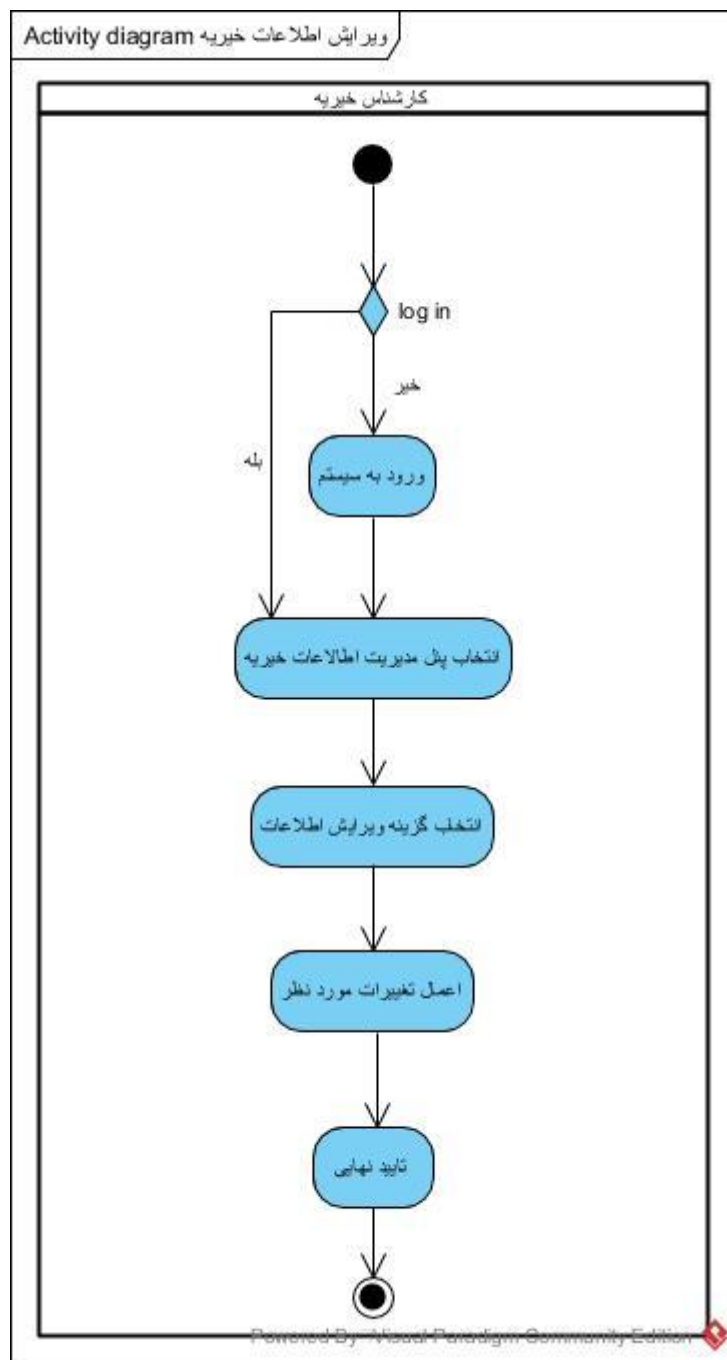 Activity diagram ویرایش اطلاعات خیریه
کارشناس خیریه
log in
خیر
بله
ورود به سیستم
انتخاب پنل مدیریت اطالاعات خیریه
انتخاب گزینه ویرایش اطلاعات
اعمال تغییرات مورد نظر
تایید نهایی
Powered By Visual Paradigm Community Edition